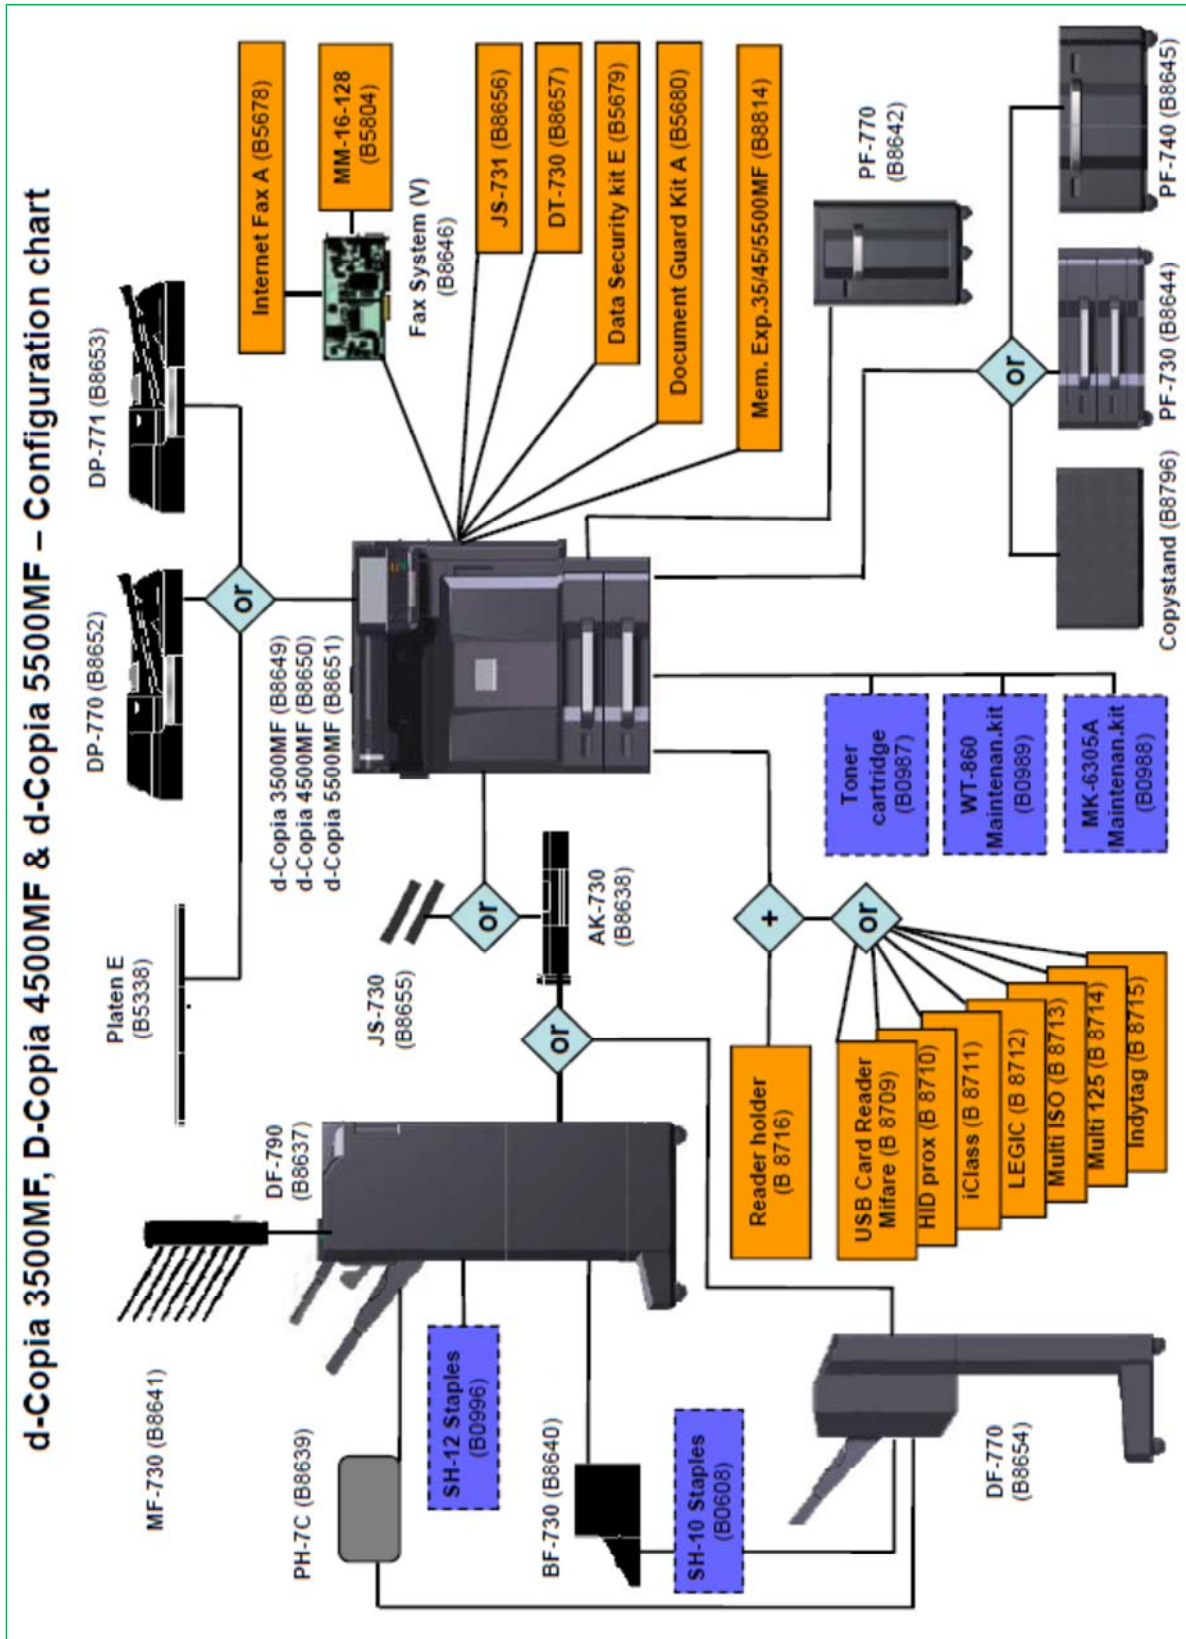 d-Copia 3500MF, D-Copia 4500MF & d-Copia 5500MF – Configuration chart
MF-730 (B8641)
Platen E
(B5338)
DP-770 (B8652)
DP-771 (B8653)
or
Internet Fax A (B5678)
MM-16-128
(B5804)
Fax System (V)
(B8646)
PH-7C (B8639)
DF-790
(B8637)
d-Copia 3500MF (B8649)
d-Copia 4500MF (B8650)
d-Copia 5500MF (B8651)
JS-730
(B8655)
or
AK-730
(B8638)
or
SH-12 Staples
(B0996)
BF-730 (B8640)
SH-10 Staples
(B0608)
DF-770
(B8654)
JS-731 (B8656)
DT-730 (B8657)
Data Security kit E (B5679)
Document Guard Kit A (B5680)
Mem. Exp.35/45/5500MF (B8814)
PF-770
(B8642)
Reader holder
(B 8716)
+
or
USB Card Reader
Mifare (B 8709)
HID prox (B 8710)
iClass (B 8711)
LEGIC (B 8712)
Multi ISO (B 8713)
Multi 125 (B 8714)
Indytag (B 8715)
Toner
cartridge
(B0987)
WT-860
Maintenan.kit
(B0989)
MK-6305A
Maintenan.kit
(B0988)
or
Copystand (B8796)
PF-730 (B8644)
PF-740 (B8645)